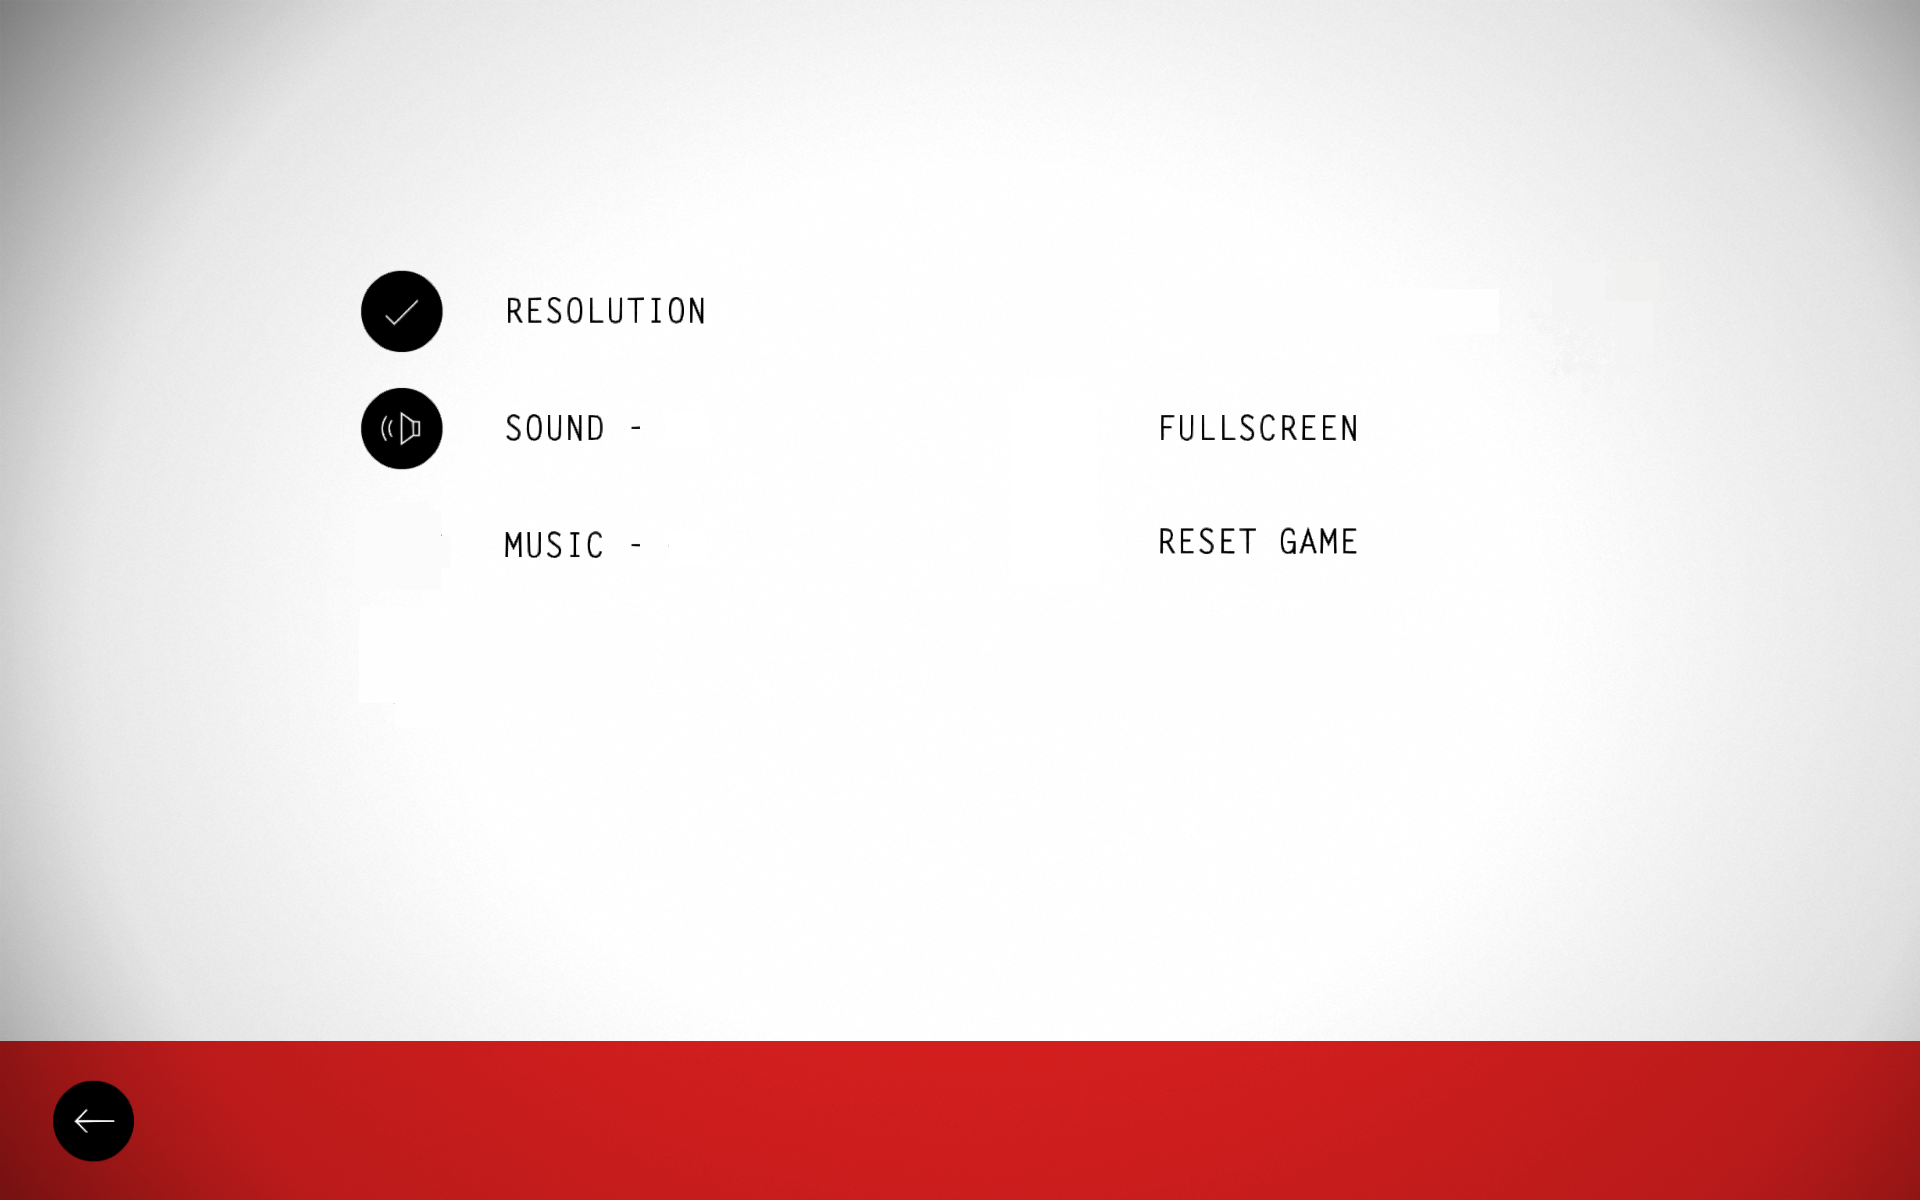 RESOLUTION
SOUND -
FULLSCREEN
MUSIC -
RESET GAME